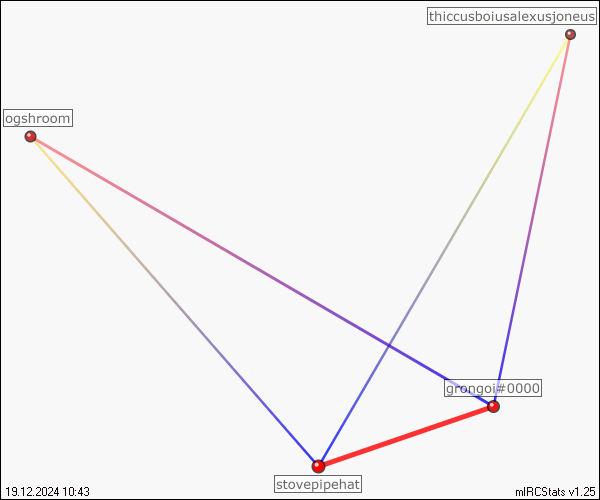 thiccusboiusalexusjoneus
ogshroom
grongoi#0000
stovepipehat
19.12.2024 10:43
mIRCStats v1.25